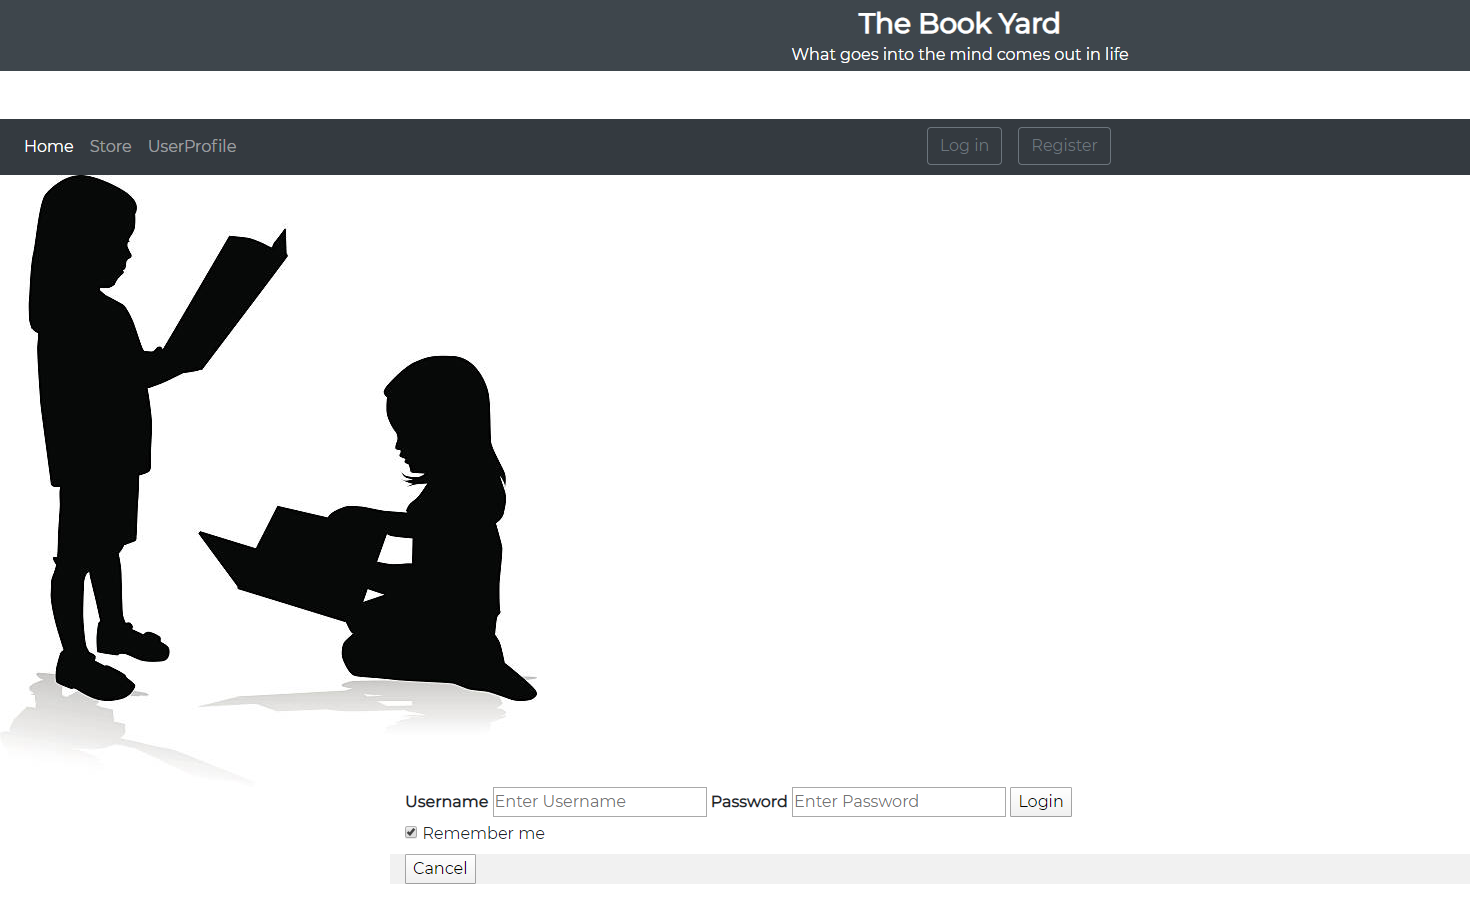 The Book Yard
What goes into the mind comes out in life
Home Store UserProfile Log in Register
Username Enter Username Password Enter Password Login
Remember me
Cancel